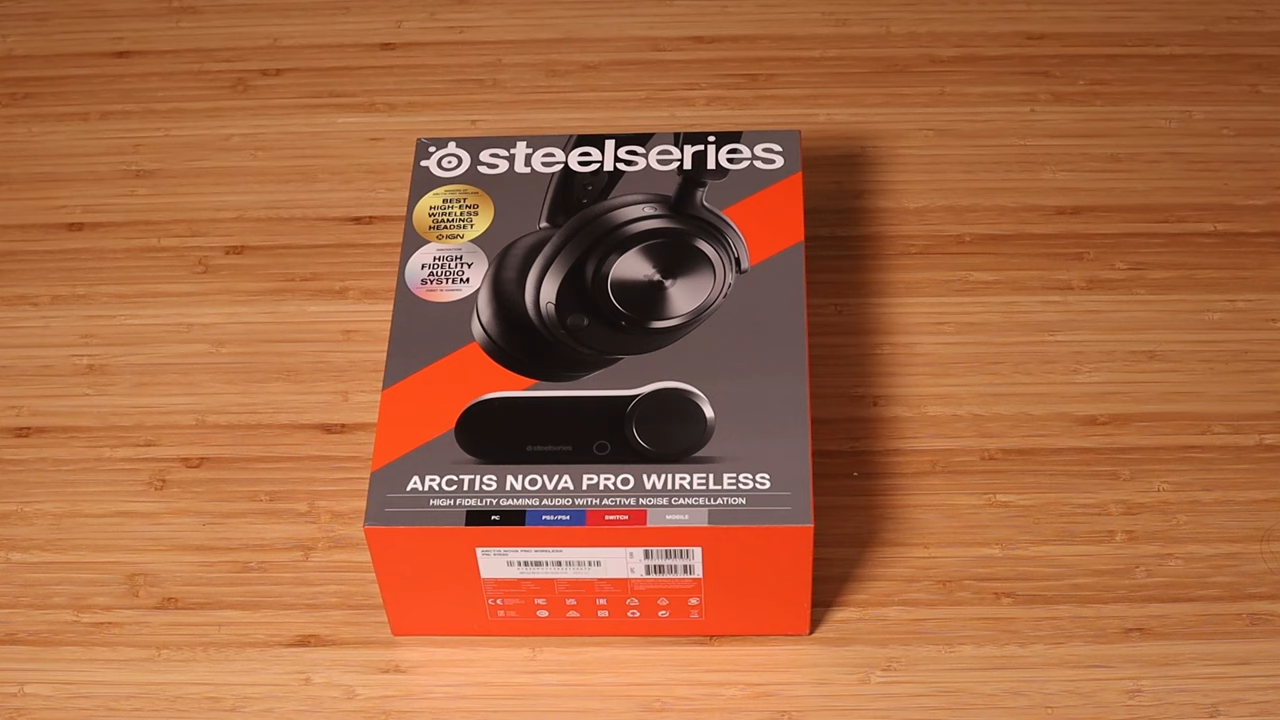 steelseries
BEST
HIGH-END
WIRELESS
GAMING
HEADSET
IGN
HIGH
FIDELITY
AUDIO
SYSTEM
steelseries
ARCTIS NOVA PRO WIRELESS
HIGH FIDELITY GAMING AUDIO WITH ACTIVE NOISE CANCELLATION
PC PS5/PS4 SWITCH MOBILE
ARCTIS NOVA PRO WIRELESS